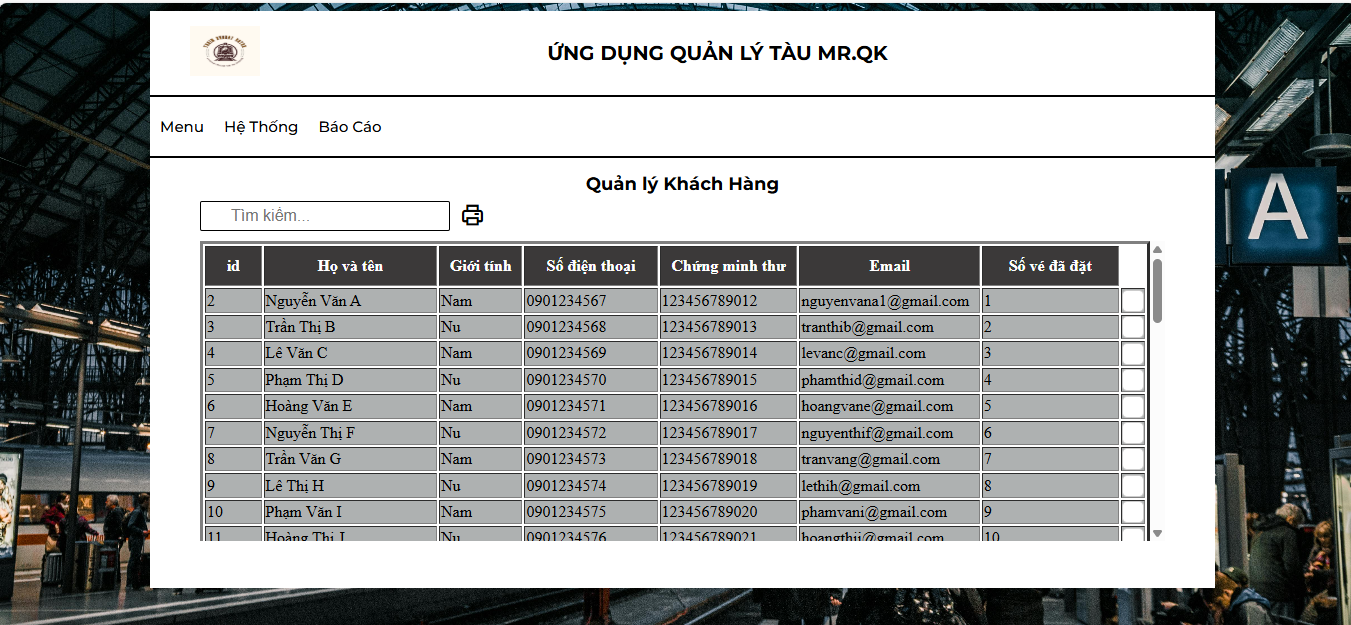 ỨNG DỤNG QUẢN LÝ TÀU MR.QK
Menu Hệ Thống Báo Cáo
Quản lý Khách Hàng
Tìm kiếm...
id Họ và tên Giới tính Số điện thoại Chứng minh thư Email Số vé đã đặt
2 Nguyễn Văn A Nam 0901234567 123456789012 nguyenvana1@gmail.com 1
3 Trần Thị B Nu 0901234568 123456789013 tranthib@gmail.com 2
4 Lê Văn C Nam 0901234569 123456789014 levanc@gmail.com 3
5 Phạm Thị D Nu 0901234570 123456789015 phamthid@gmail.com 4
6 Hoàng Văn E Nam 0901234571 123456789016 hoangvane@gmail.com 5
7 Nguyễn Thị F Nu 0901234572 123456789017 nguyenthif@gmail.com 6
8 Trần Văn G Nam 0901234573 123456789018 tranvang@gmail.com 7
9 Lê Thị H Nu 0901234574 123456789019 lethih@gmail.com 8
10 Phạm Văn I Nam 0901234575 123456789020 phamvani@gmail.com 9
11 Hoàng Thị J Nu 0901234576 123456789021 hoangthij@gmail.com 10
A